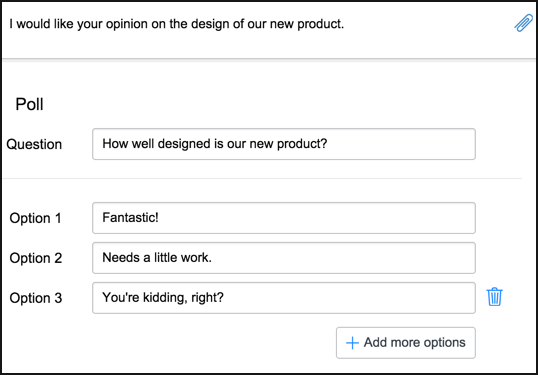 I would like your opinion on the design of our new product.
Poll
Question How well designed is our new product?
Option 1 Fantastic!
Option 2 Needs a little work.
Option 3 You're kidding, right?
Add more options